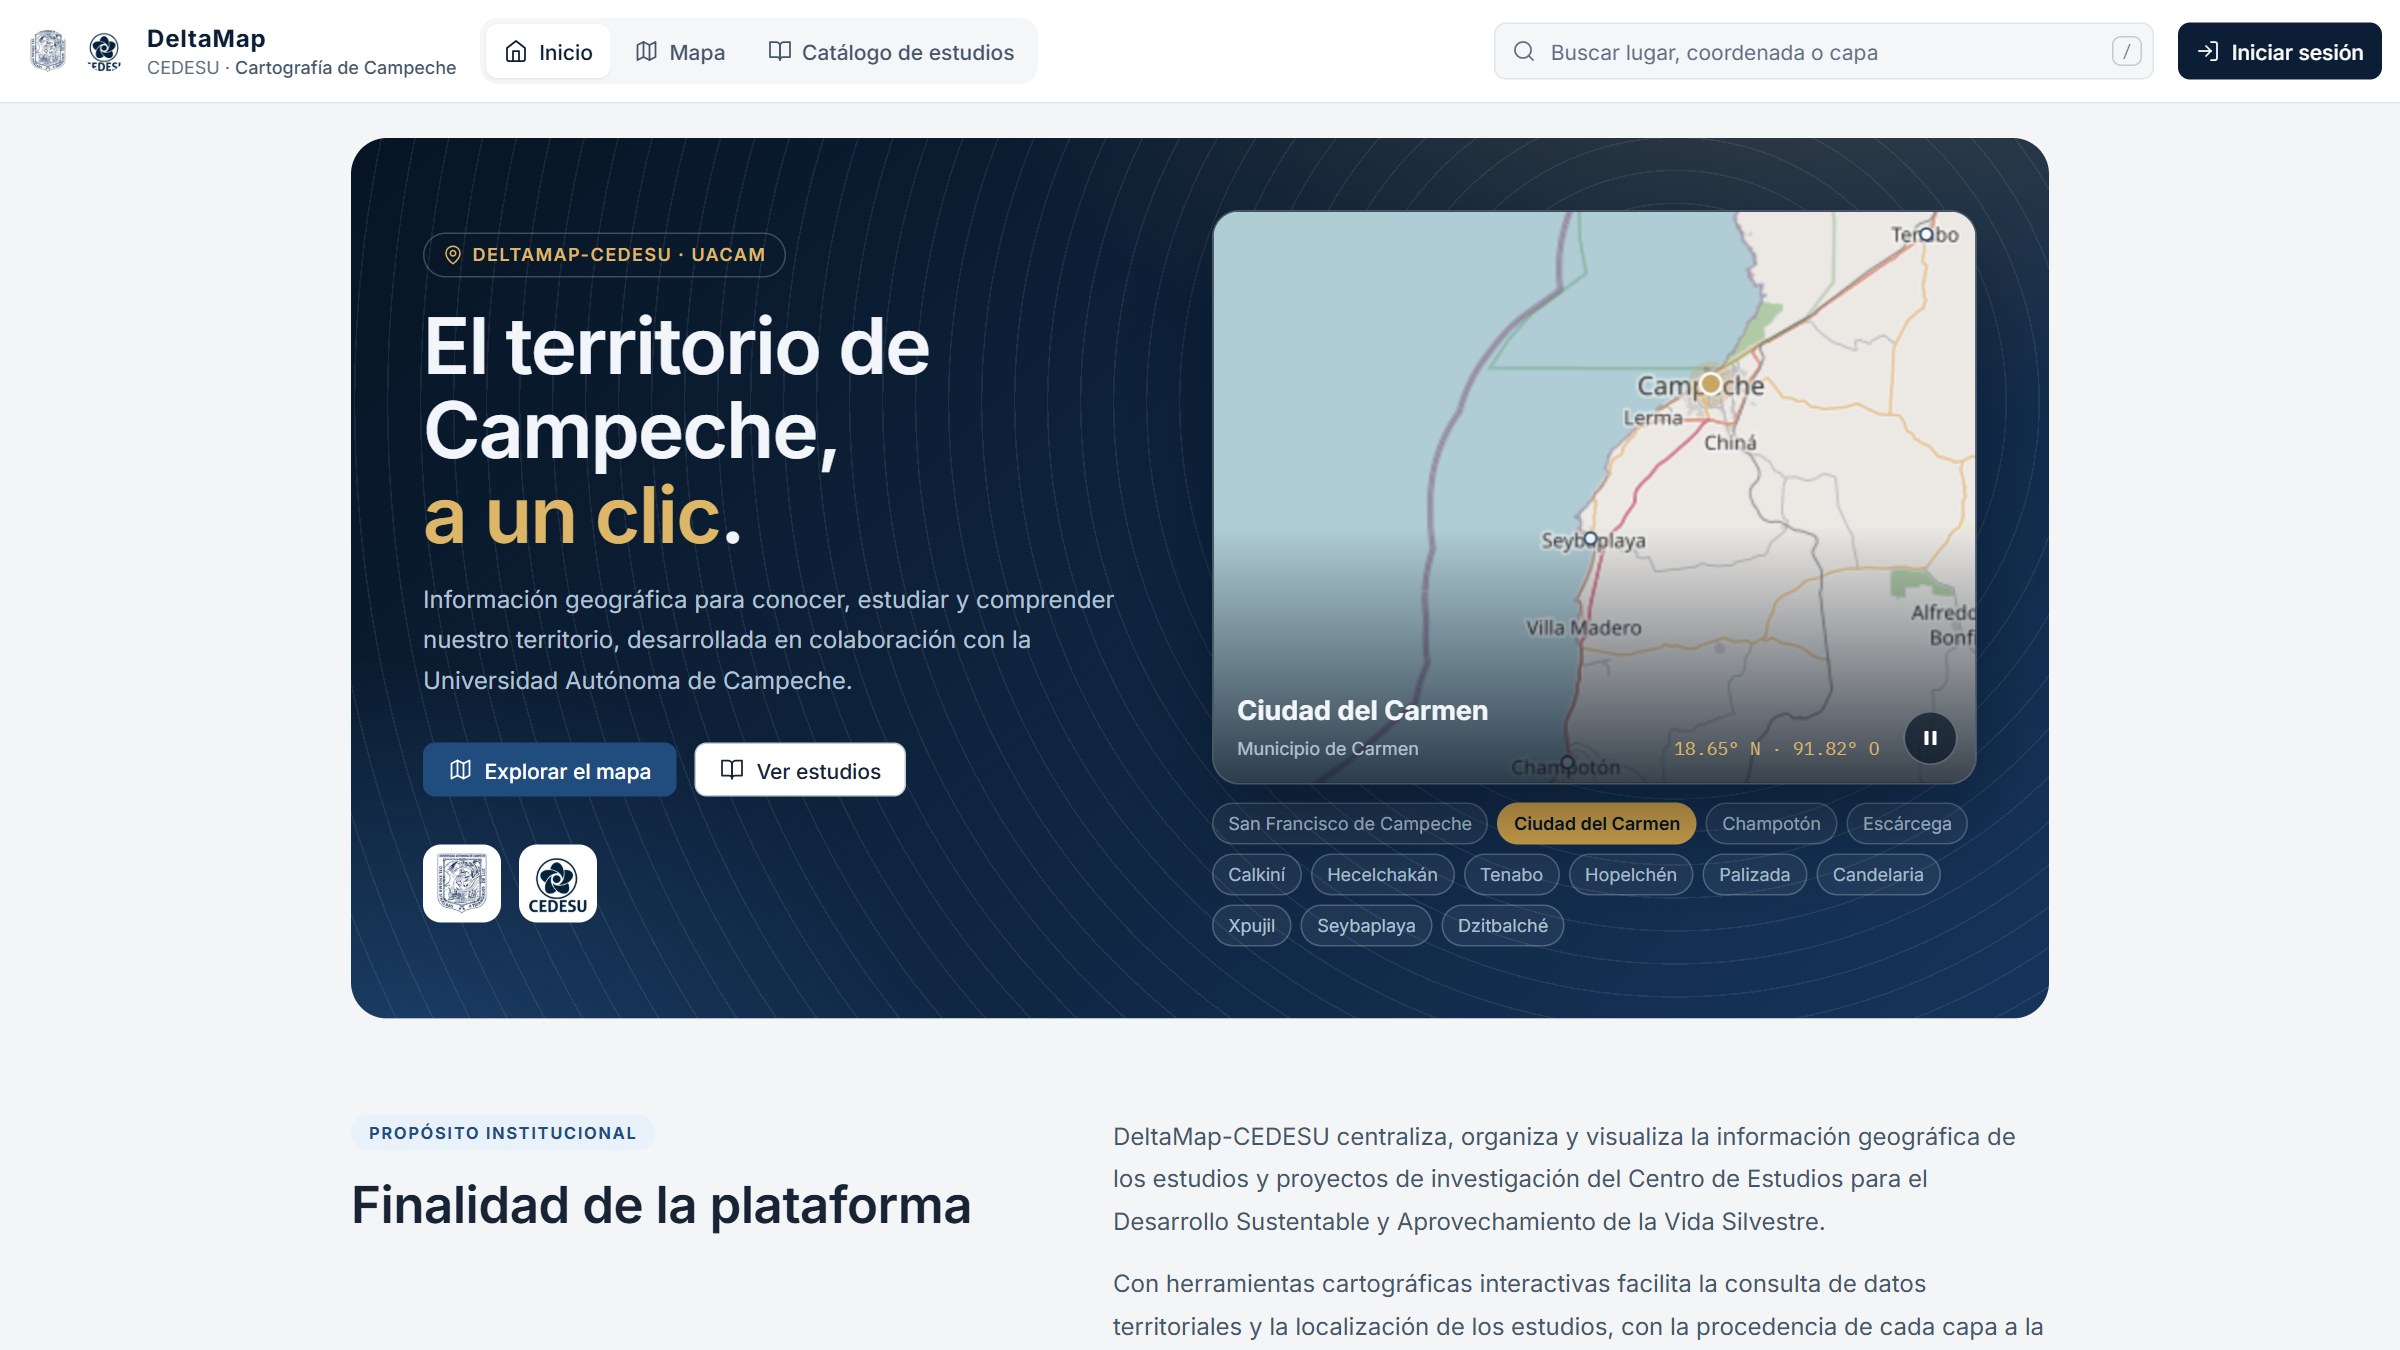 DeltaMap
CEDESU · Cartografía de Campeche
Inicio
Mapa
Catálogo de estudios
Buscar lugar, coordenada o capa
/
Iniciar sesión
DELTAMAP-CEDESU · UACAM
El territorio de
Campeche,
a un clic.
Información geográfica para conocer, estudiar y comprender
nuestro territorio, desarrollada en colaboración con la
Universidad Autónoma de Campeche.
Explorar el mapa
Ver estudios
CEDESU
Tenabo
Campeche
Lerma
Chiná
Seybaplaya
Villa Madero
Alfredo
Bonfi
Champotón
Ciudad del Carmen
Municipio de Carmen
18.65° N · 91.82° O
San Francisco de Campeche
Ciudad del Carmen
Champotón
Escárcega
Calkiní
Hecelchakán
Tenabo
Hopelchén
Palizada
Candelaria
Xpujil
Seybaplaya
Dzitbalché
PROPÓSITO INSTITUCIONAL
Finalidad de la plataforma
DeltaMap-CEDESU centraliza, organiza y visualiza la información geográfica de
los estudios y proyectos de investigación del Centro de Estudios para el
Desarrollo Sustentable y Aprovechamiento de la Vida Silvestre.
Con herramientas cartográficas interactivas facilita la consulta de datos
territoriales y la localización de los estudios, con la procedencia de cada capa a la